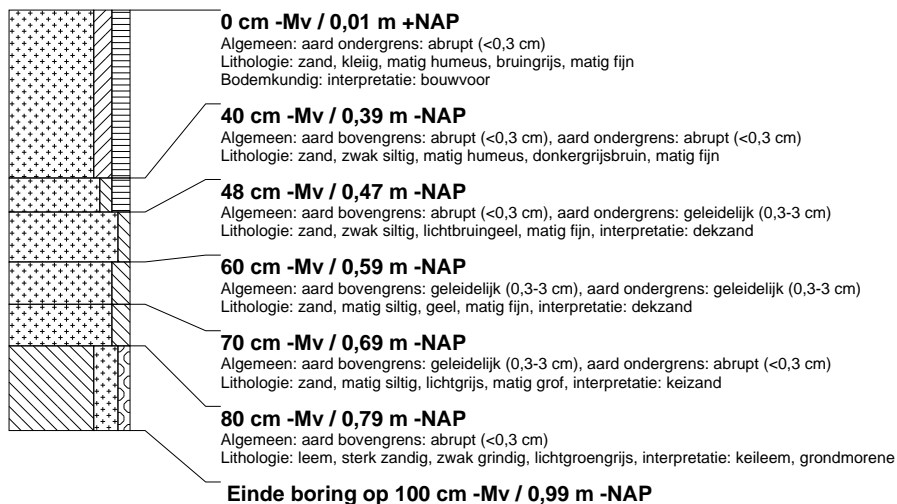 0 cm -Mv / 0,01 m +NAP
Algemeen: aard ondergrens: abrupt (<0,3 cm)
Lithologie: zand, kleiig, matig humeus, bruingrijs, matig fijn
Bodemkundig: interpretatie: bouwvoor
40 cm -Mv / 0,39 m -NAP
Algemeen: aard bovengrens: abrupt (<0,3 cm), aard ondergrens: abrupt (<0,3 cm)
Lithologie: zand, zwak siltig, matig humeus, donkergrijsbruin, matig fijn
48 cm -Mv / 0,47 m -NAP
Algemeen: aard bovengrens: abrupt (<0,3 cm), aard ondergrens: geleidelijk (0,3-3 cm)
Lithologie: zand, zwak siltig, lichtbruingeel, matig fijn, interpretatie: dekzand
60 cm -Mv / 0,59 m -NAP
Algemeen: aard bovengrens: geleidelijk (0,3-3 cm), aard ondergrens: geleidelijk (0,3-3 cm)
Lithologie: zand, matig siltig, geel, matig fijn, interpretatie: dekzand
70 cm -Mv / 0,69 m -NAP
Algemeen: aard bovengrens: geleidelijk (0,3-3 cm), aard ondergrens: abrupt (<0,3 cm)
Lithologie: zand, matig siltig, lichtgrijs, matig grof, interpretatie: keizand
80 cm -Mv / 0,79 m -NAP
Algemeen: aard bovengrens: abrupt (<0,3 cm)
Lithologie: leem, sterk zandig, zwak grindig, lichtgroengrijs, interpretatie: keileem, grondmorene
Einde boring op 100 cm -Mv / 0,99 m -NAP